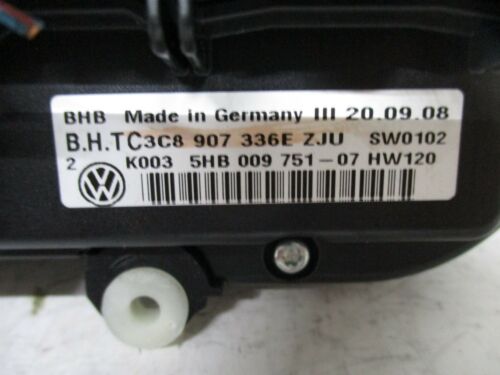 BHB Made in Germany III 20.09.08
B.H.TC3C8 907 336E ZJU SW0102
2 K003 5HB 009 751-07 HW120